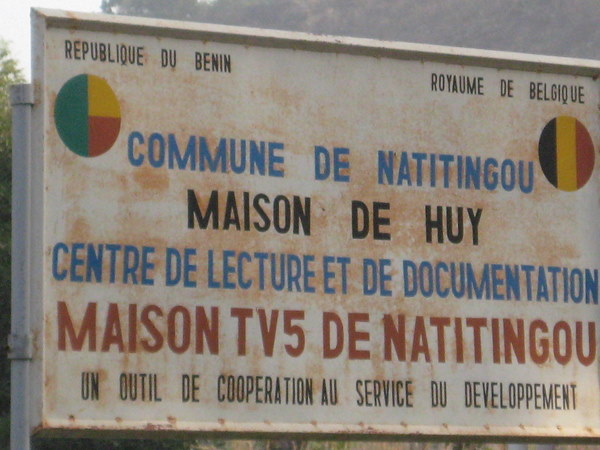 REPUBLIQUE DU BENIN
ROYAUME DE BELGIQUE
COMMUNE DE NATITINGOU
MAISON DE HUY
CENTRE DE LECTURE ET DE DOCUMENTATION
MAISON TV5 DE NATITINGOU
UN OUTIL DE COOPERATION AU SERVICE DU DEVELOPPEMENT